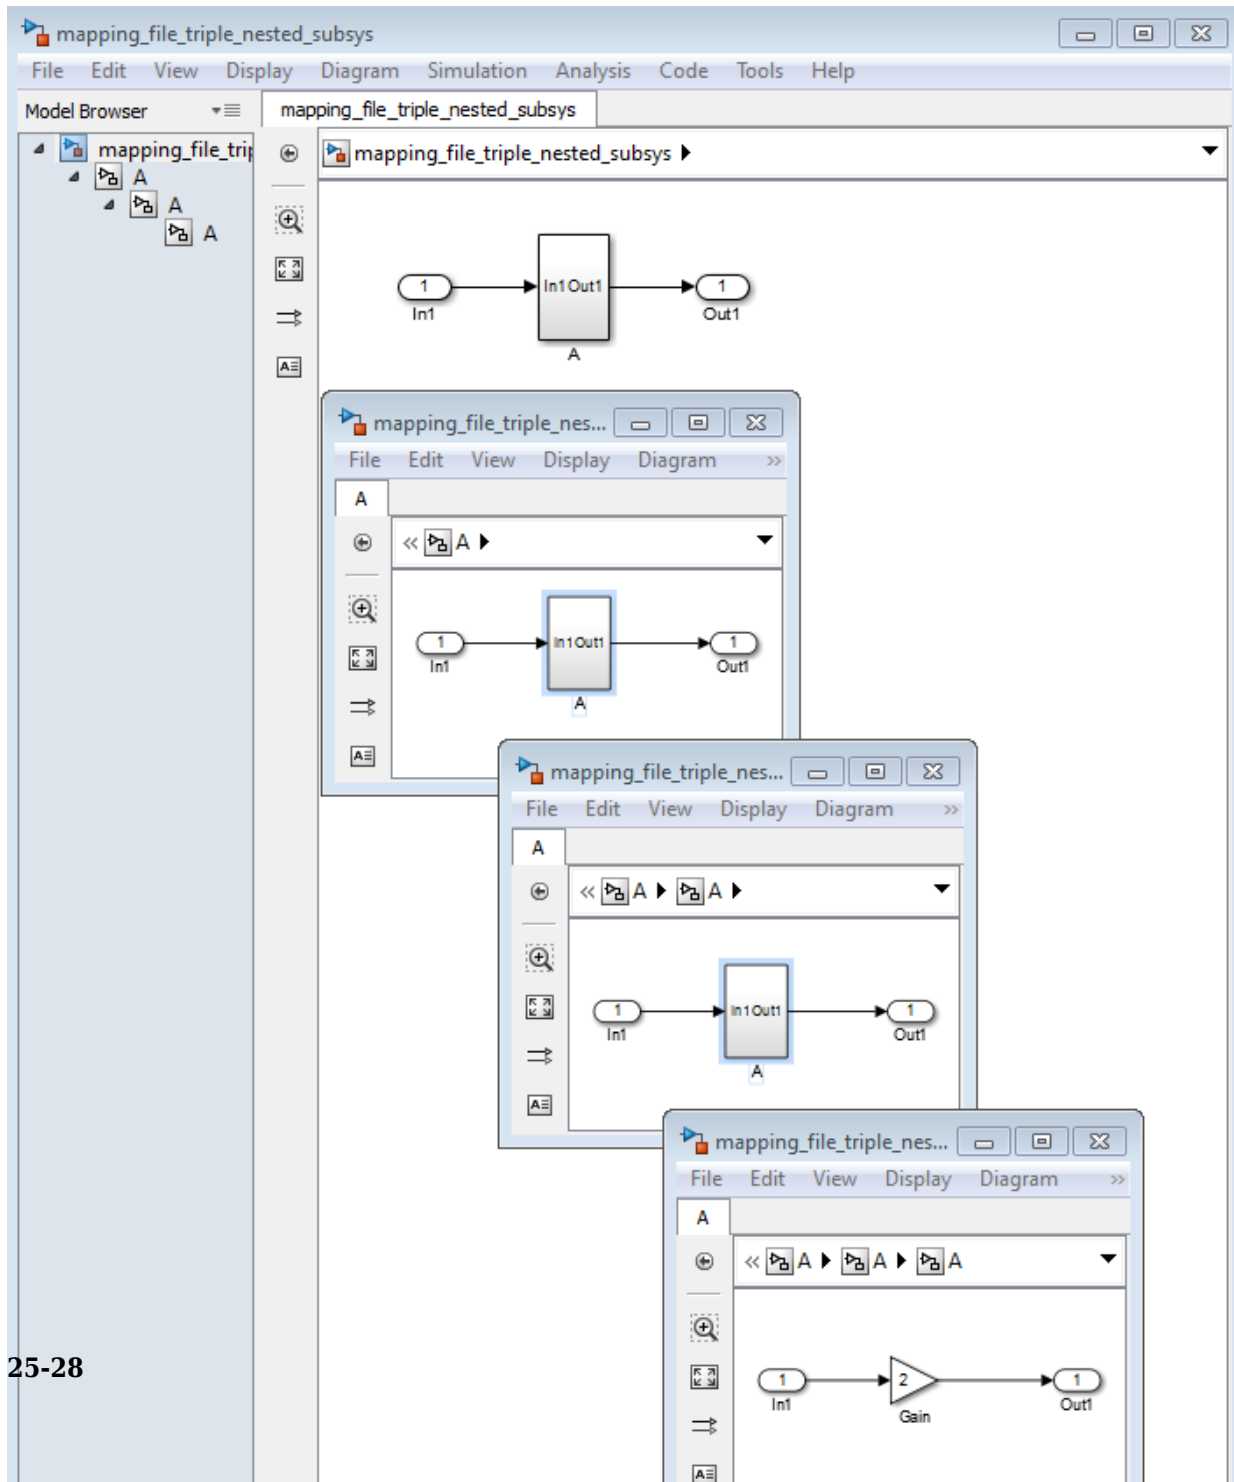 mapping_file_triple_nested_subsys
File Edit View Display Diagram Simulation Analysis Code Tools Help
Model Browser
mapping_file_triple_nested_subsys
mapping_file_trip
A
A
A
mapping_file_triple_nested_subsys
1
In1
In1 Out1
A
1
Out1
mapping_file_triple_nes...
File Edit View Display Diagram »
A
« A
1
In1
In1 Out1
A
1
Out1
mapping_file_triple_nes...
File Edit View Display Diagram »
A
« A A
1
In1
In1 Out1
A
1
Out1
mapping_file_triple_nes...
File Edit View Display Diagram »
A
« A A A
1
In1
2
Gain
1
Out1
25-28